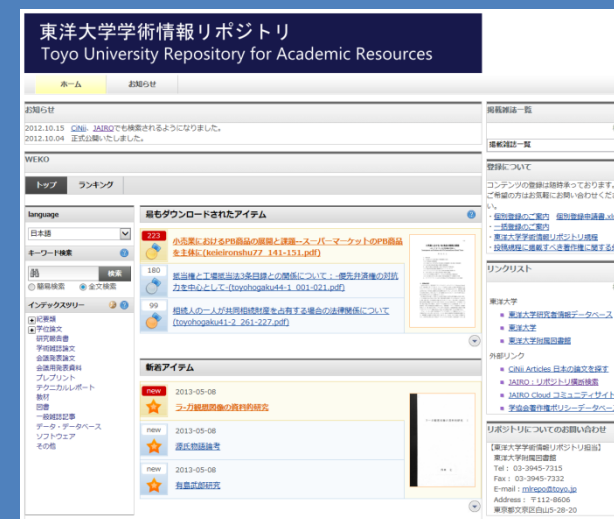 東洋大学学術情報リポジトリ
Toyo University Repository for Academic Resources
ホーム
お知らせ
お知らせ
2012.10.15 CiNii、JAIROでも検索されるようになりました。
2012.10.04 正式公開いたしました。
WEKO
トップ
ランキング
language
日本語
キーワード検索
検索
簡易検索 全文検索
インデックスツリー
紀要類
学位論文
研究報告書
学術雑誌論文
会議発表論文
会議用発表資料
プレプリント
テクニカルレポート
教材
図書
一般雑誌記事
データ・データベース
ソフトウェア
その他
最もダウンロードされたアイテム
223
小売業におけるPB商品の展開と課題--スーパーマーケットのPB商品
を主体に(keieironshu77_141-151.pdf)
180
抵当権と工場抵当法3条目録との関係について : -優先弁済権の対抗
力を中心として-(toyohogaku44-1_001-021.pdf)
99
相続人の一人が共同相続財産を占有する場合の法律関係について
(toyohogaku41-2_261-227.pdf)
新着アイテム
new 2013-05-08
ラ-ガ観想図像の資料的研究
new 2013-05-08
源氏物語論考
new 2013-05-08
有島武郎研究
掲載雑誌一覧
掲載雑誌一覧
登録について
コンテンツの登録は随時承っております。
ご希望の方はお気軽にお問い合わせくだ
い。
・個別登録のご案内 個別登録申請書.xl
・一括登録のご案内
・東洋大学学術情報リポジトリ規程
・投稿規程に掲載すべき著作権に関する
リンクリスト
東洋大学
東洋大学研究者情報データベース
東洋大学
東洋大学附属図書館
外部リンク
CiNii Articles 日本の論文を探す
JAIRO : リポジトリ横断検索
JAIRO Cloud コミュニティサイト
学協会著作権ポリシーデータベー
リポジトリについてのお問い合わせ
【東洋大学学術情報リポジトリ担当】
東洋大学附属図書館
Tel : 03-3945-7315
Fax : 03-3945-7332
E-mail : mlrepo@toyo.jp
Address : 〒112-8606
東京都文京区白山5-28-20